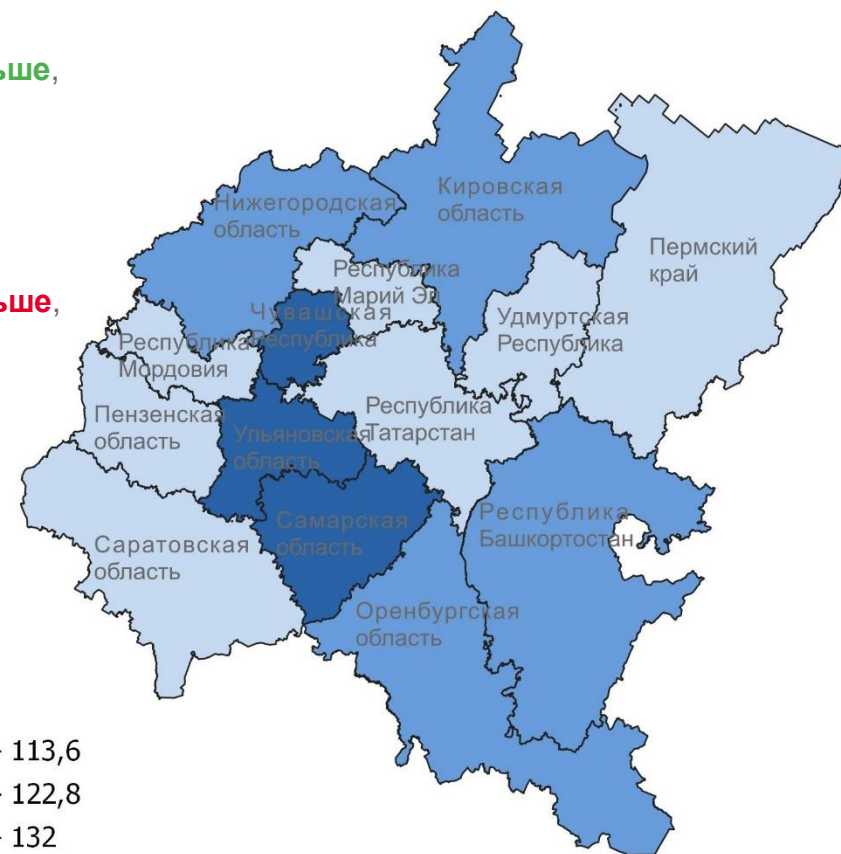 ьше,
Кировская
область
Нижегородская
область
Пермский
край
Республика
Марий Эл
ьше,
Чувашская
Республика
Удмуртская
Республика
Республика
Мордовия
Республика
Татарстан
Пензенская
область
Ульяновская
область
Республика
Башкортостан
Самарская
область
Саратовская
область
Оренбургская
область
- 113,6
- 122,8
- 132